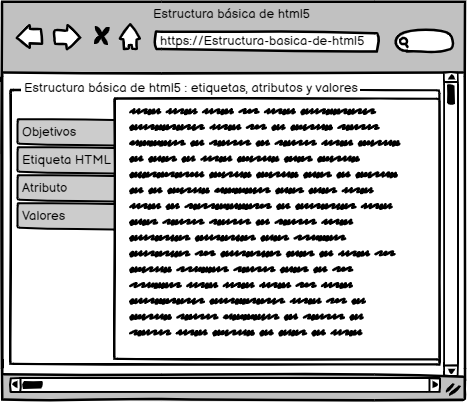 Estructura básica de html5
https://Estructura-basica-de-html5
Estructura básica de html5 : etiquetas, atributos y valores
Objetivos
Etiqueta HTML
Atributo
Valores